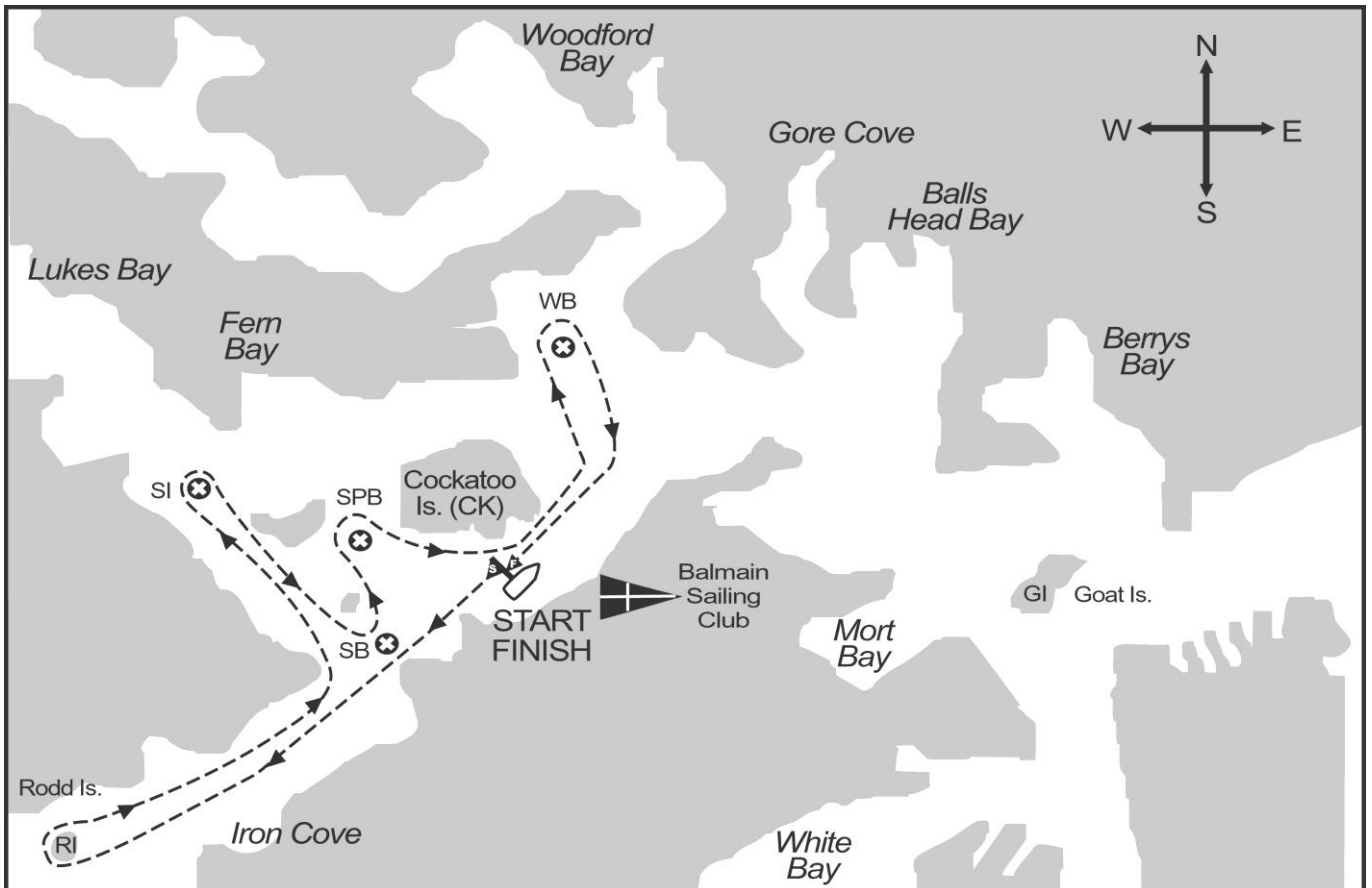 Woodford
Bay
N
W
E
S
Gore Cove
Balls
Head Bay
Lukes Bay
Fern
Bay
WB
Berrys
Bay
SI
SPB
Cockatoo
Is. (CK)
S
F
START
FINISH
Balmain
Sailing
Club
GI
Goat Is.
Mort
Bay
SB
Rodd Is.
RI
Iron Cove
White
Bay